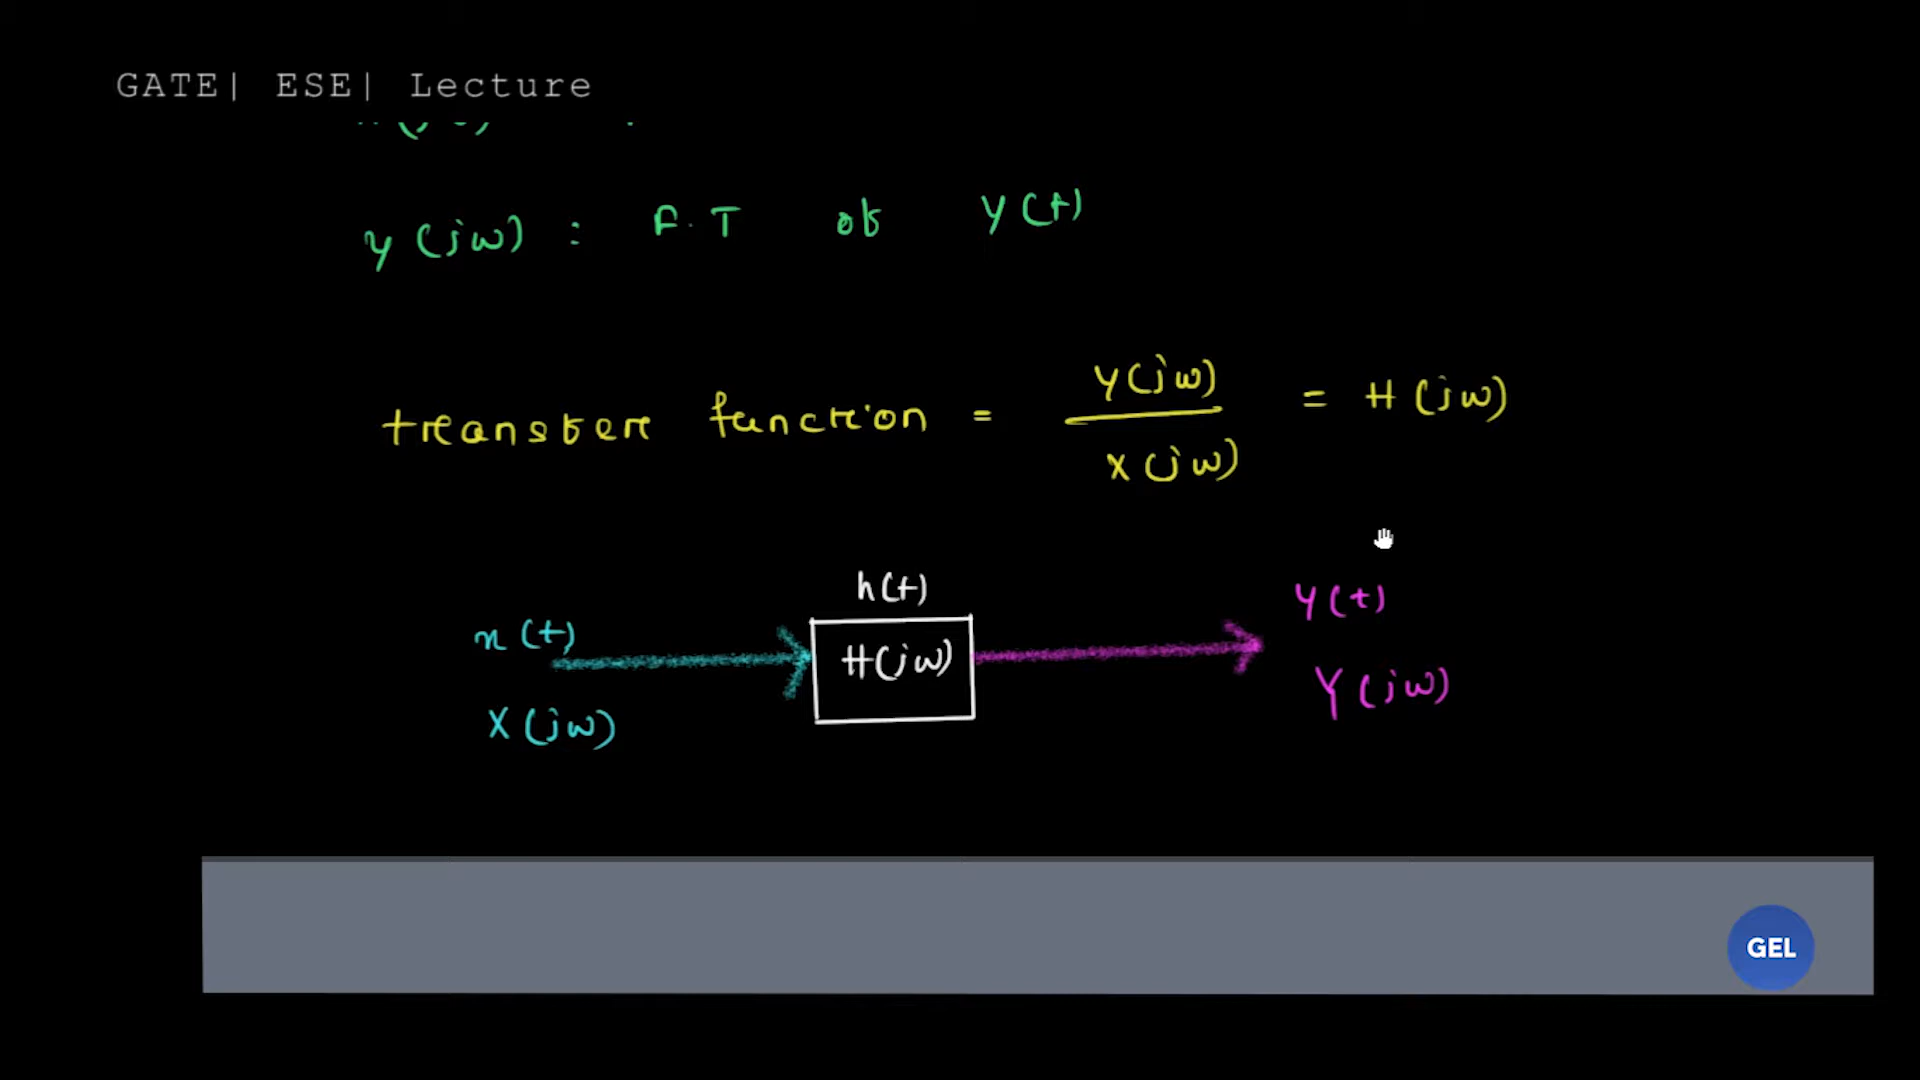 GATE| ESE| Lecture
y(jω) : F.T of y(t)
transfer function = y(jω) / x(jω) = H(jω)
h(t)
x(t)
H(jω)
y(t)
X(jω)
Y(jω)
GEL